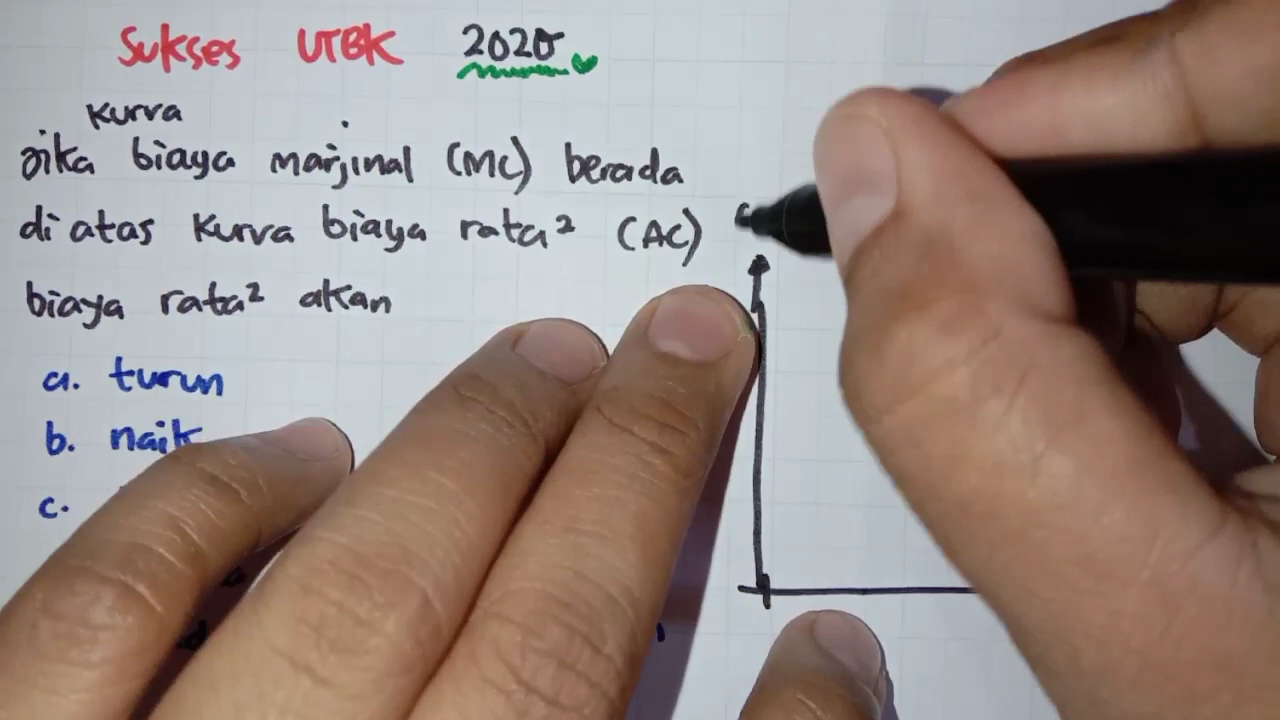 Sukses UTBK 2020
Kurva
Jika biaya marjinal (MC) berada
di atas Kurva biaya rata² (AC)
biaya rata² akan
a. turun
b. naik
c.